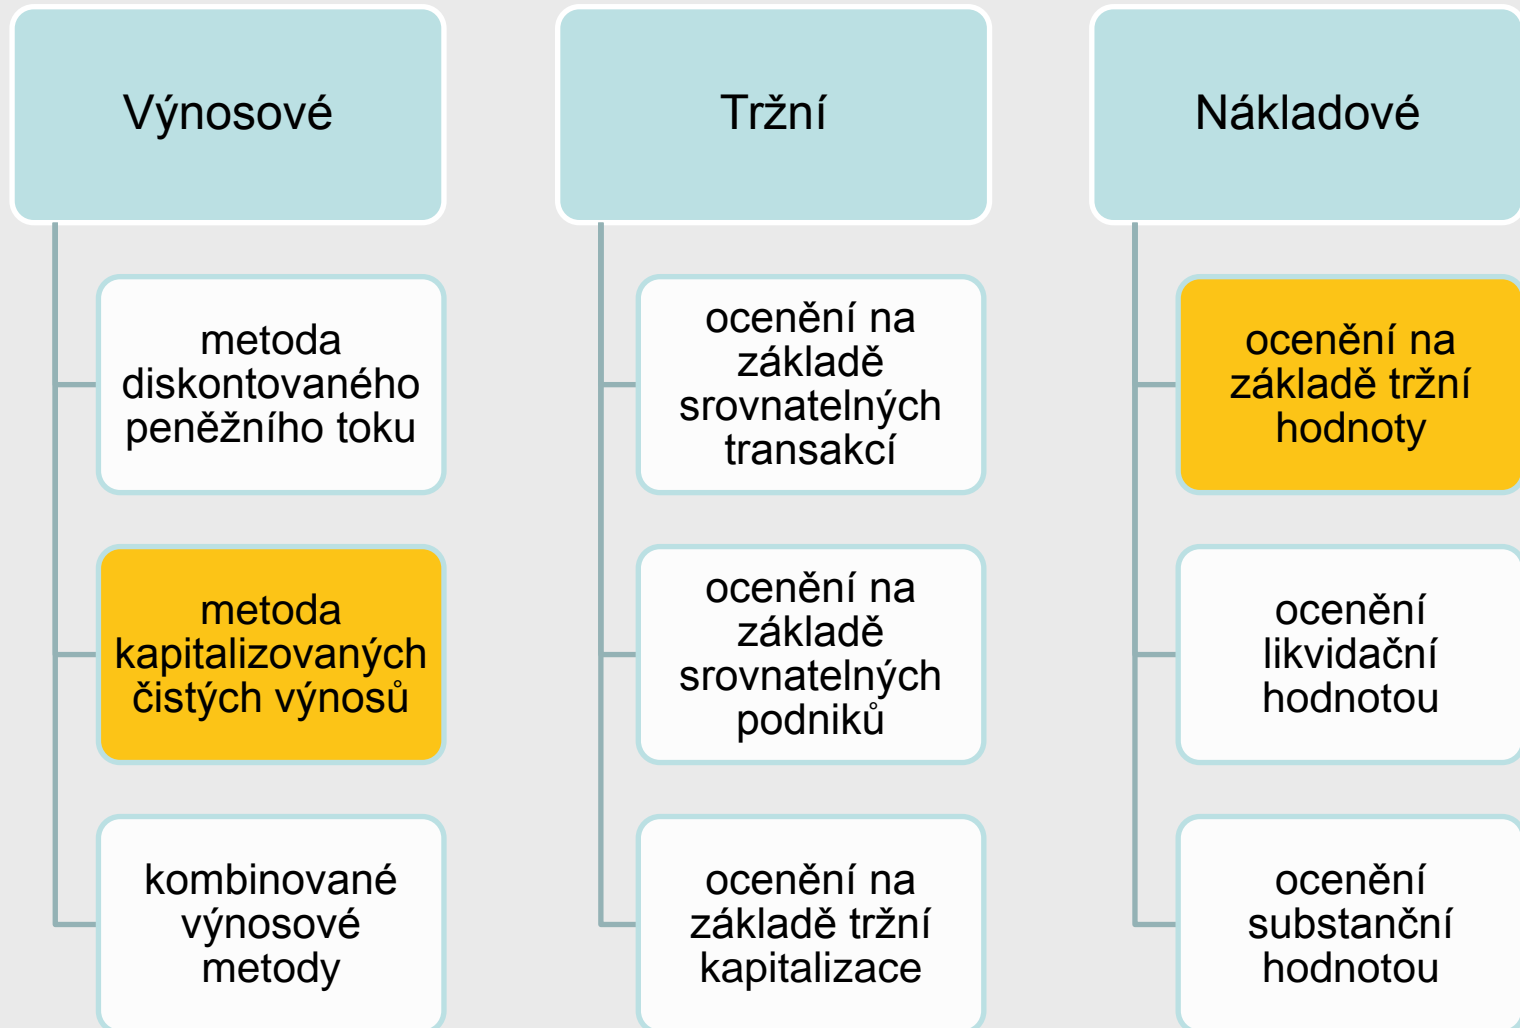 Výnosové
metoda
diskontovaného
peněžního toku
metoda
kapitalizovaných
čistých výnosů
kombinované
výnosové
metody
Tržní
ocenění na
základě
srovnatelných
transakcí
ocenění na
základě
srovnatelných
podniků
ocenění na
základě tržní
kapitalizace
Nákladové
ocenění na
základě tržní
hodnoty
ocenění
likvidační
hodnotou
ocenění
substanční
hodnotou